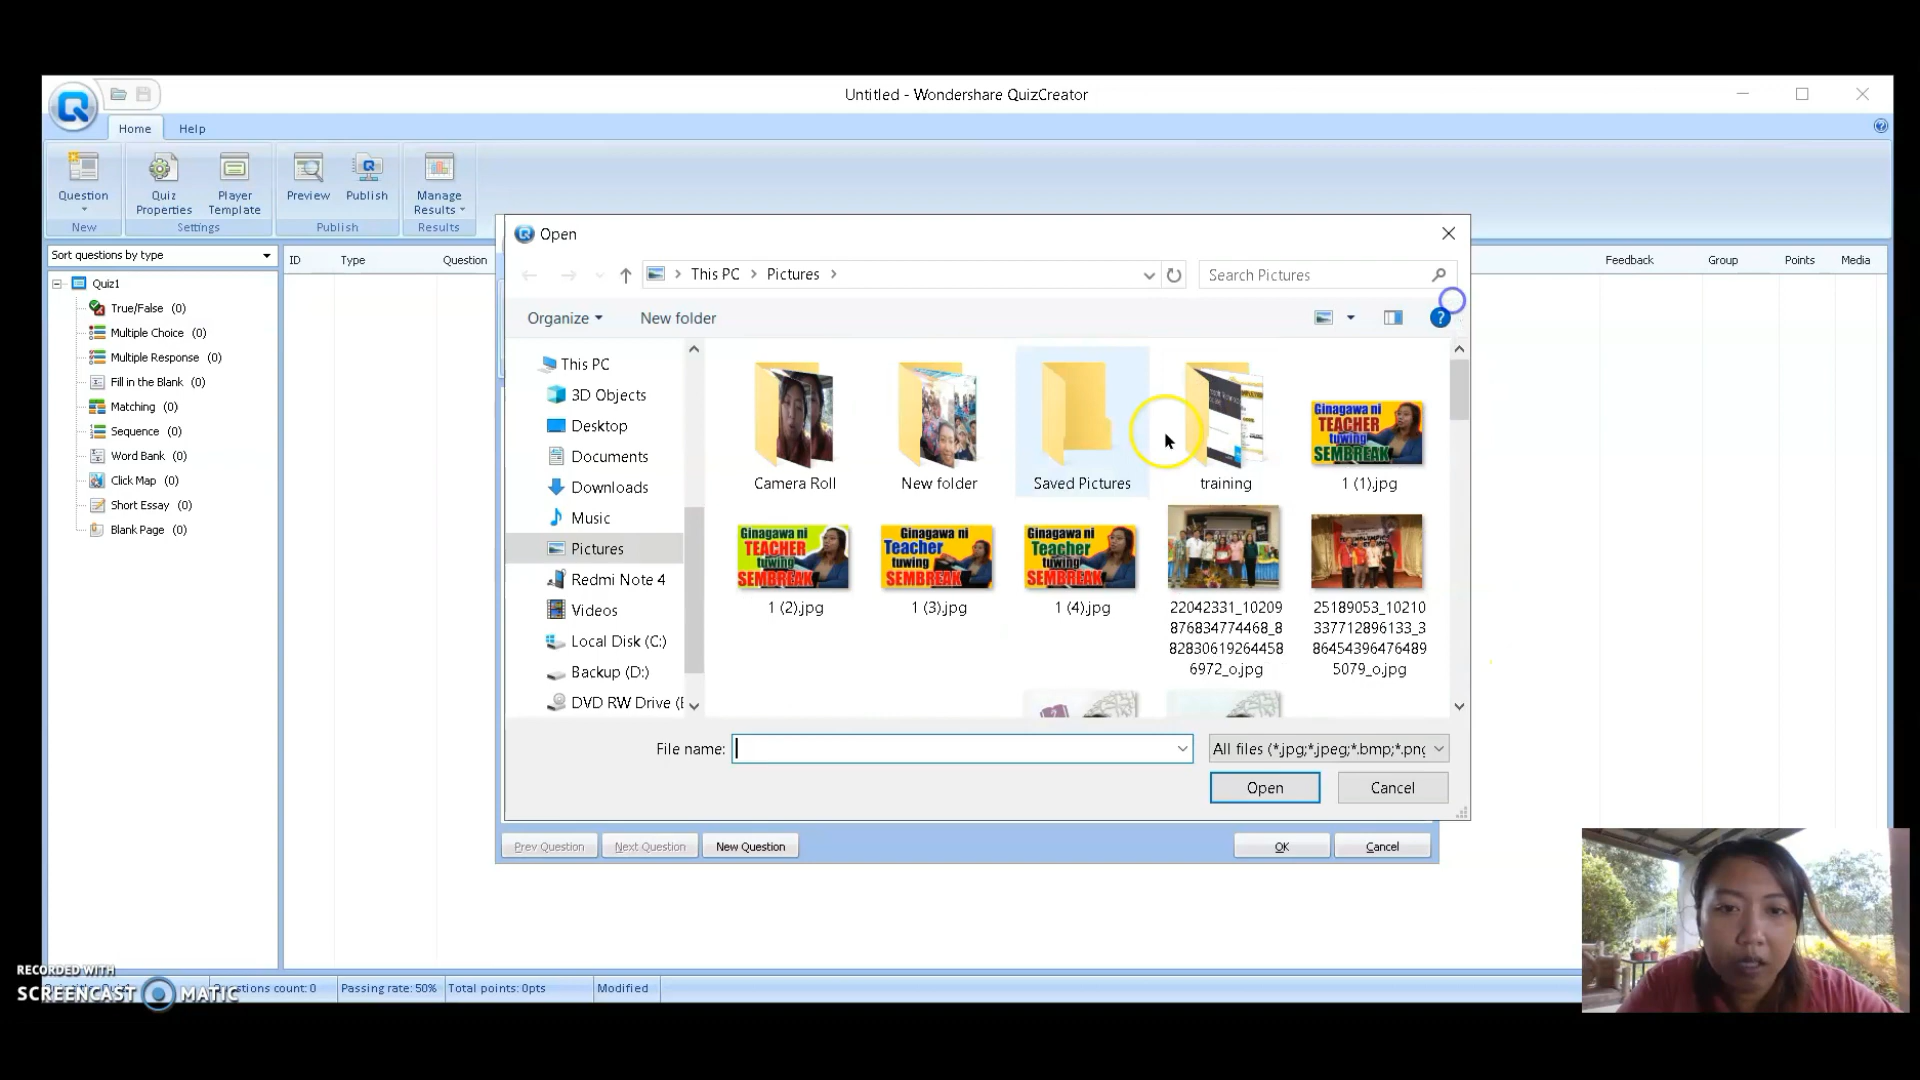 Untitled - Wondershare QuizCreator
Home
Help
Question
New
Quiz
Properties
Player
Template
Settings
Preview
Publish
Publish
Manage
Results
Results
Sort questions by type
ID
Type
Question
Feedback
Group
Points
Media
Quiz1
True/False (0)
Multiple Choice (0)
Multiple Response (0)
Fill in the Blank (0)
Matching (0)
Sequence (0)
Word Bank (0)
Click Map (0)
Short Essay (0)
Blank Page (0)
Open
This PC
Pictures
Search Pictures
Organize
New folder
This PC
3D Objects
Desktop
Documents
Downloads
Music
Pictures
Redmi Note 4
Videos
Local Disk (C:)
Backup (D:)
DVD RW Drive (E
Camera Roll
New folder
Saved Pictures
training
Ginagawa ni
TEACHER
tuwing
SEMBREAK
1 (1).jpg
Ginagawa ni
TEACHER
tuwing
SEMBREAK
1 (2).jpg
Ginagawa ni
Teacher
tuwing
SEMBREAK
1 (3).jpg
Ginagawa ni
Teacher
tuwing
SEMBREAK
1 (4).jpg
22042331_10209
876834774468_8
82830619264458
6972_o.jpg
25189053_10210
337712896133_3
86454396476489
5079_o.jpg
File name:
All files (*.jpg;*.jpeg;*.bmp;*.png
Open
Cancel
Prev Question
Next Question
New Question
OK
Cancel
estions count: 0
Passing rate: 50%
Total points: 0pts
Modified
RECORDED WITH
SCREENCAST MATIC